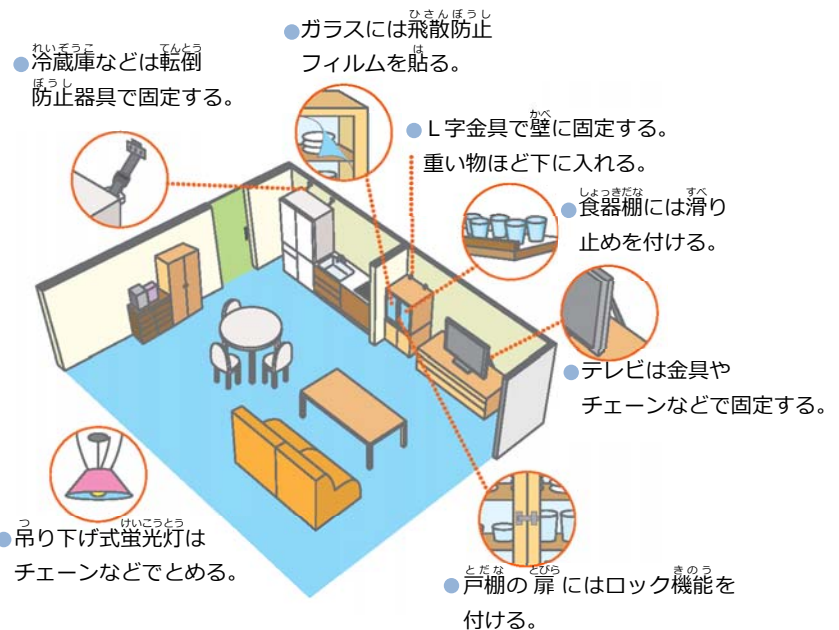 ●ガラスには飛散防止
フィルムを貼る。
●冷蔵庫などは転倒
防止器具で固定する。
●L字金具で壁に固定する。
重い物ほど下に入れる。
●食器棚には滑り
止めを付ける。
●テレビは金具や
チェーンなどで固定する。
●吊り下げ式蛍光灯は
チェーンなどでとめる。
●戸棚の扉にはロック機能を
付ける。